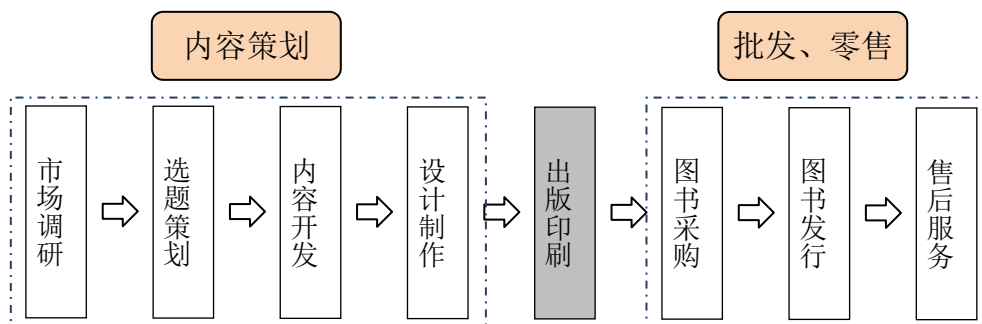 内容策划
批发、零售
市场调研
选题策划
内容开发
设计制作
出版印刷
图书采购
图书发行
售后服务